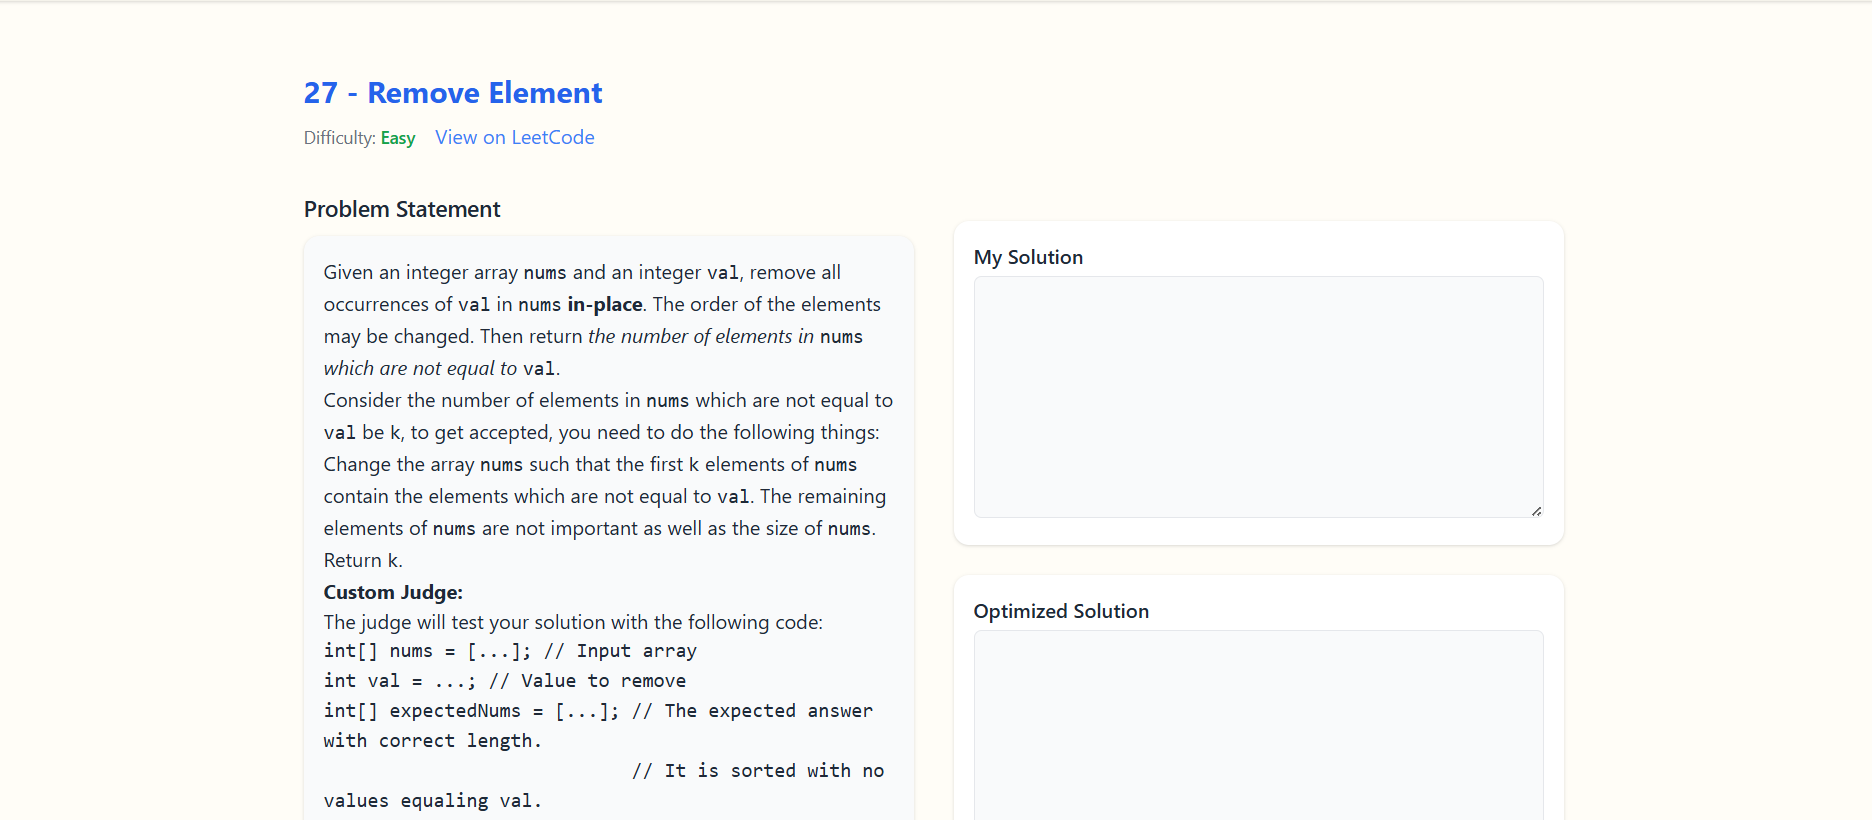 27 - Remove Element
Difficulty: Easy View on LeetCode
Problem Statement
Given an integer array nums and an integer val, remove all
occurrences of val in nums in-place. The order of the elements
may be changed. Then return the number of elements in nums
which are not equal to val.
Consider the number of elements in nums which are not equal to
val be k, to get accepted, you need to do the following things:
Change the array nums such that the first k elements of nums
contain the elements which are not equal to val. The remaining
elements of nums are not important as well as the size of nums.
Return k.
Custom Judge:
The judge will test your solution with the following code:
int[] nums = [...]; // Input array
int val = ...; // Value to remove
int[] expectedNums = [...]; // The expected answer
with correct length.
// It is sorted with no
values equaling val.
My Solution
Optimized Solution